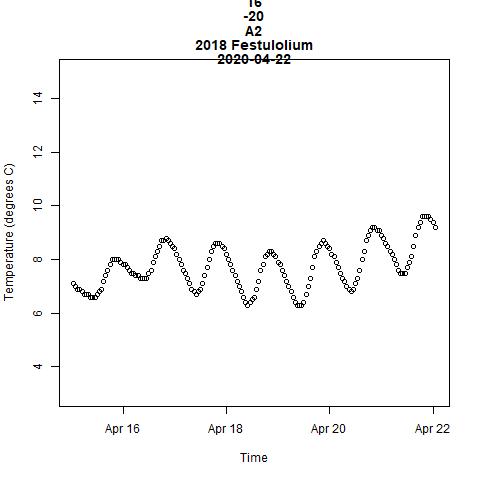 16
-20
A2
2018 Festulolium
2020-04-22
Temperature (degrees C)
14
12
10
8
6
4
Apr 16
Apr 18
Apr 20
Apr 22
Time